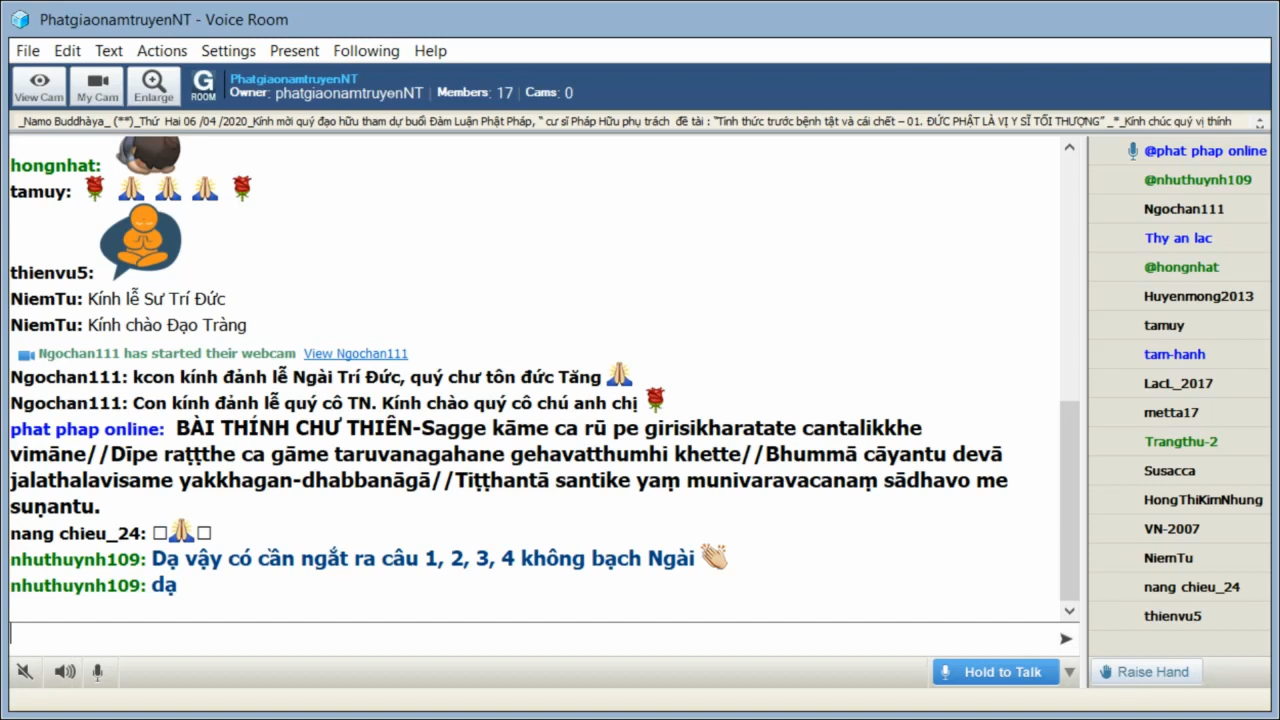 PhatgiaonamtruyenNT - Voice Room
File Edit Text Actions Settings Present Following Help
View Cam My Cam Enlarge G ROOM
PhatgiaonamtruyenNT
Owner: phatgiaonamtruyenNT | Members: 17 | Cams: 0
_Namo Buddhàya_ (**)_Thứ Hai 06 /04 /2020_Kính mời quý đạo hữu tham dự buổi Đàm Luận Phật Pháp, “ cư sĩ Pháp Hữu phụ trách đề tài : “Tỉnh thức trước bệnh tật và cái chết – 01. ĐỨC PHẬT LÀ VỊ Y SĨ TỐI THƯỢNG” _*_Kính chúc quý vị thính
hongnhat:
tamuy:
thienvu5:
NiemTu: Kính lễ Sư Trí Đức
NiemTu: Kính chào Đạo Tràng
Ngochan111 has started their webcam View Ngochan111
Ngochan111: kcon kính đảnh lễ Ngài Trí Đức, quý chư tôn đức Tăng
Ngochan111: Con kính đảnh lễ quý cô TN. Kính chào quý cô chú anh chị
phat phap online: BÀI THÍNH CHƯ THIÊN-Sagge kāme ca rū pe girisikharatate cantalikkhe
vimāne//Dīpe raṭṭhe ca gāme taruvanagahane gehavatthumhi khette//Bhummā cāyantu devā
jalathalavisame yakkhagan-dhabbanāgā//Tiṭṭhantā santike yaṃ munivaravacanaṃ sādhavo me
suṇantu.
nang chieu_24:
nhuthuynh109: Dạ vậy có cần ngắt ra câu 1, 2, 3, 4 không bạch Ngài
nhuthuynh109: dạ
@phat phap online
@nhuthuynh109
Ngochan111
Thy an lac
@hongnhat
Huyenmong2013
tamuy
tam-hanh
LacL_2017
metta17
Trangthu-2
Susacca
HongThiKimNhung
VN-2007
NiemTu
nang chieu_24
thienvu5
Hold to Talk
Raise Hand